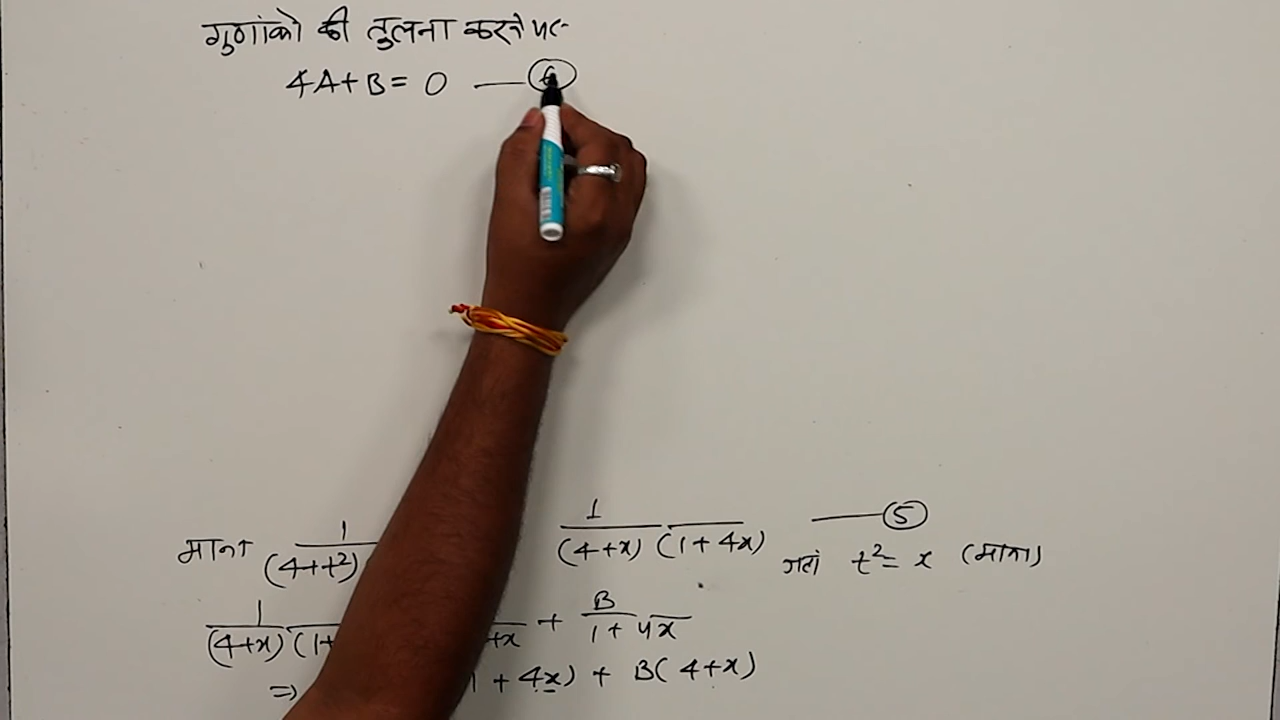 गुणांको की तुलना करने पर
4A + B = 0 —— 6
माना 1/(4+t²) 1/(4+x)(1+4x) —— 5
जहां t² = x (माना)
1/(4+x)(1+ +x + B/(1+4x)
⇒ + 4x) + B(4+x)